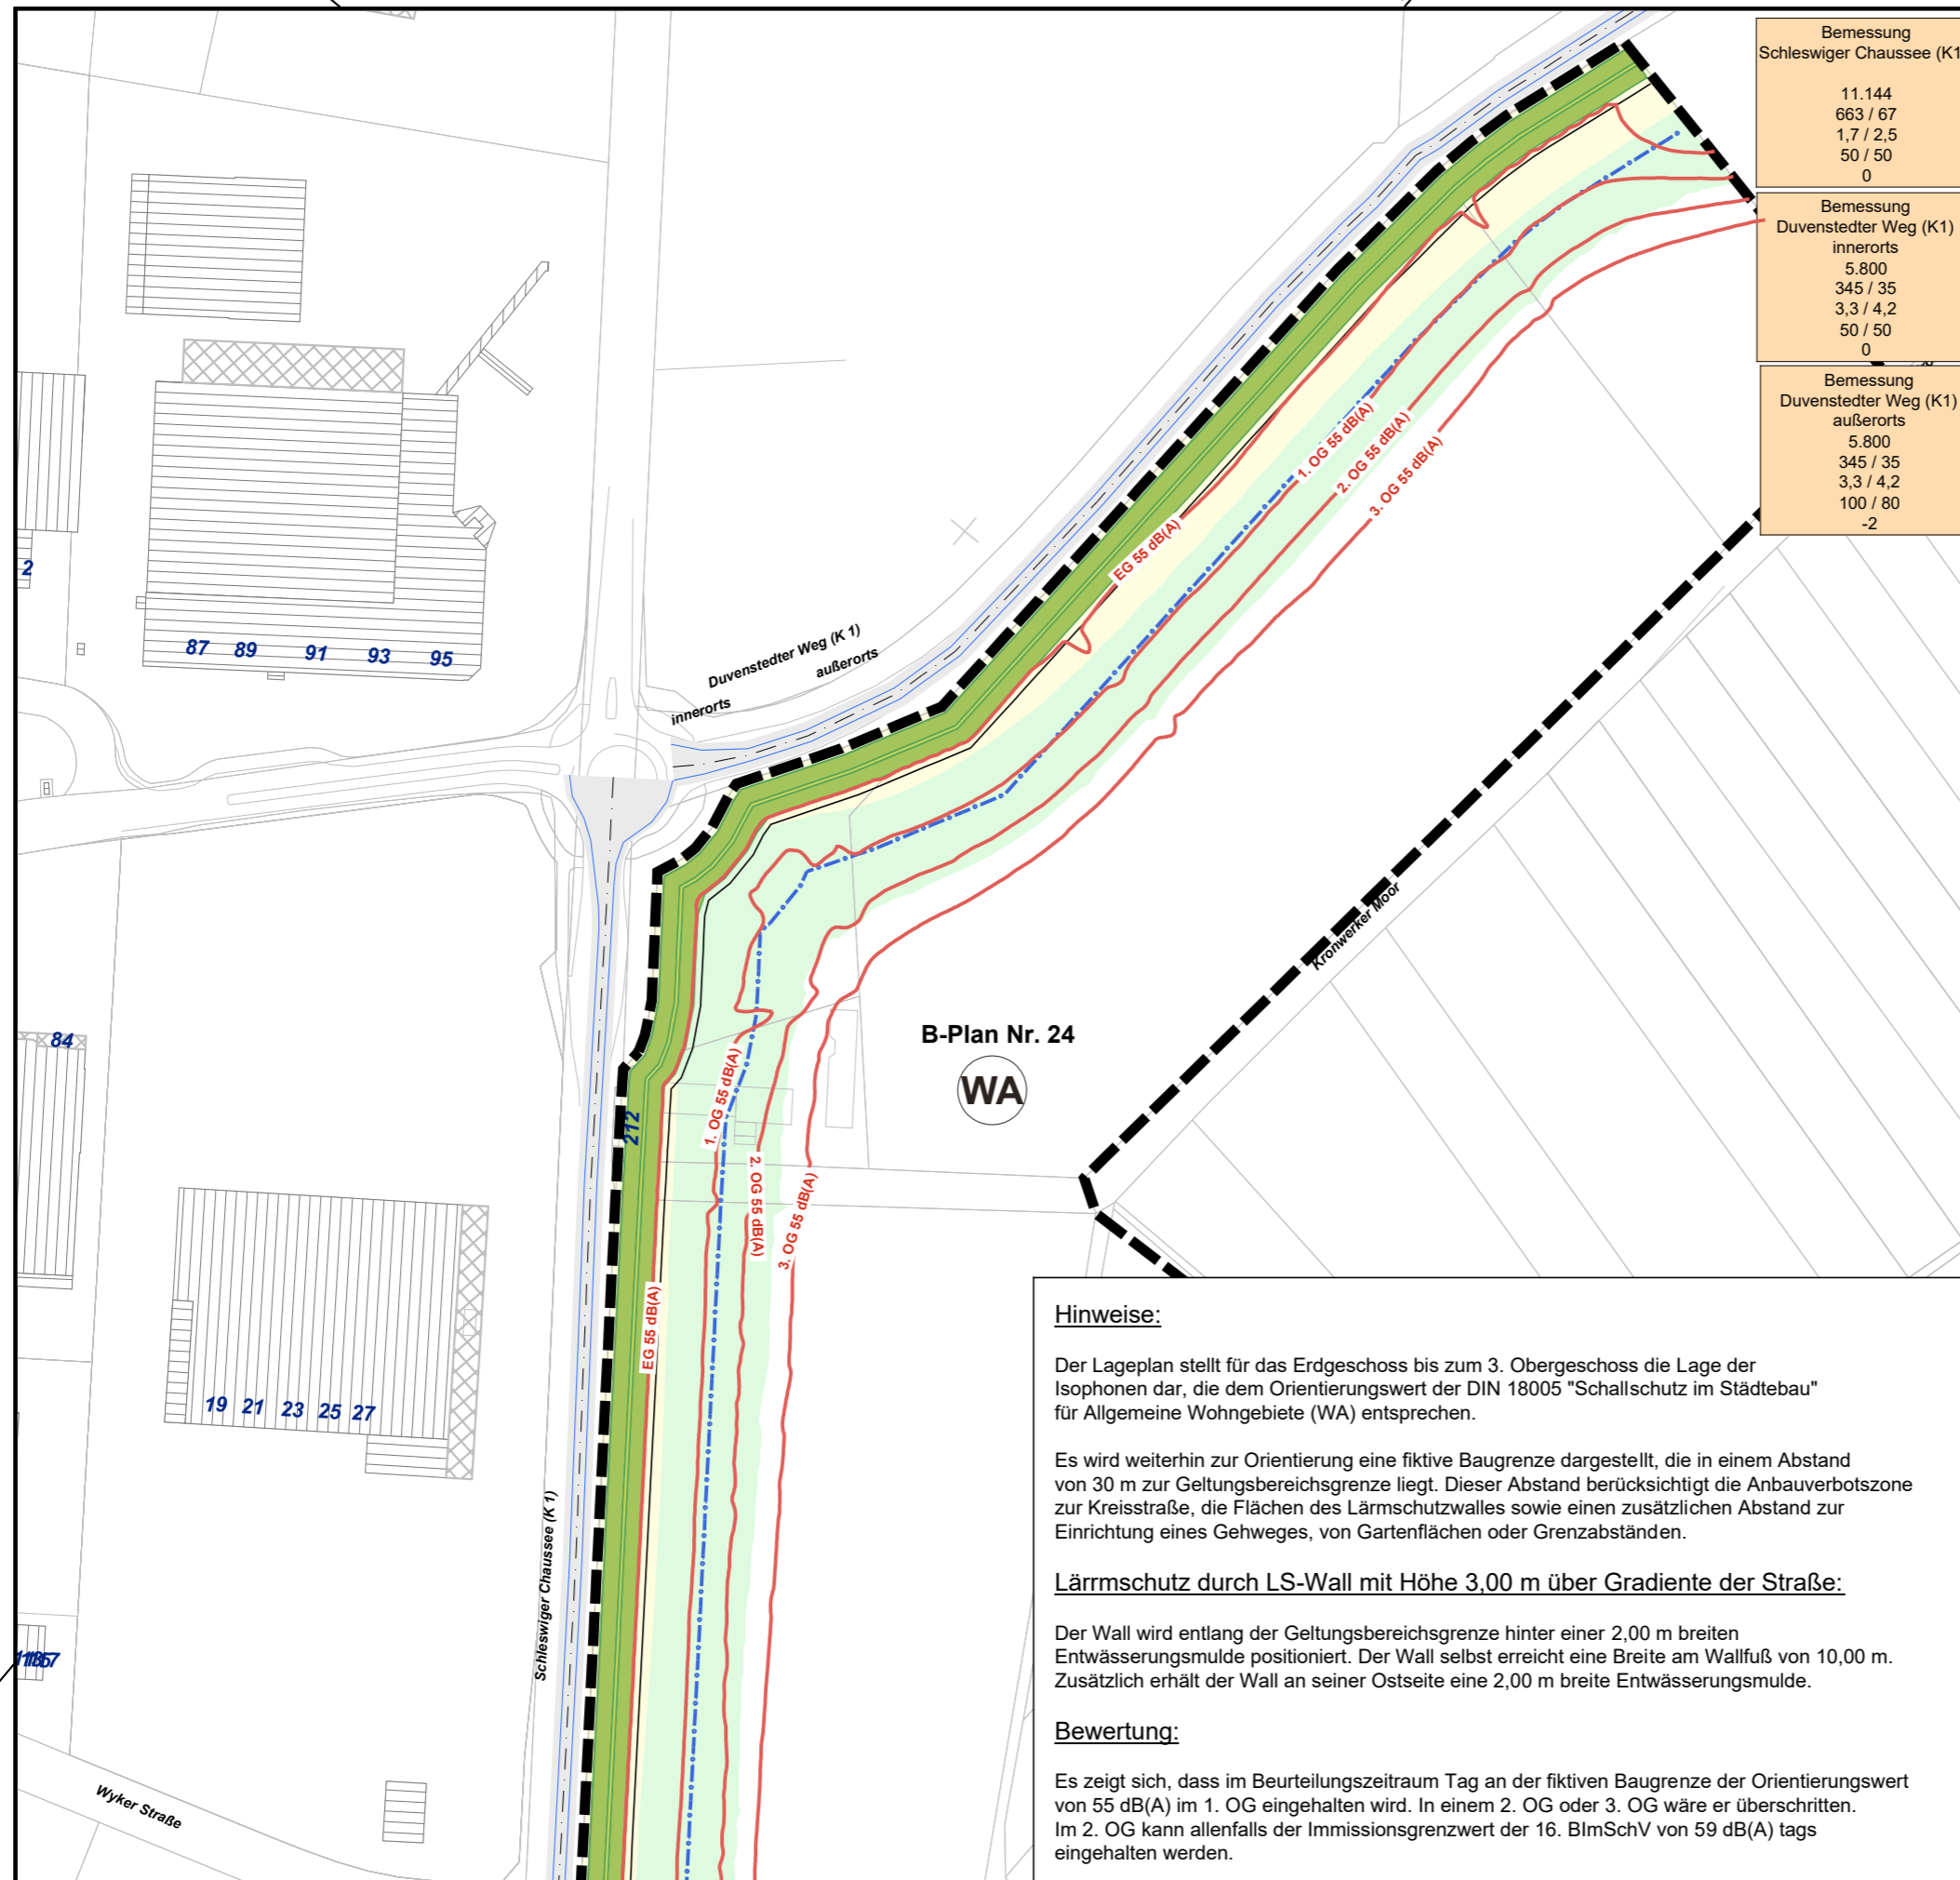 Bemessung
Schleswiger Chaussee (K1
11.144
663 / 67
1,7 / 2,5
50 / 50
0
Bemessung
Duvenstedter Weg (K1)
innerorts
5.800
345 / 35
3,3 / 4,2
50 / 50
0
Bemessung
Duvenstedter Weg (K1)
außerorts
5.800
345 / 35
3,3 / 4,2
100 / 80
-2
1. OG 55 dB(A)
2. OG 55 dB(A)
3. OG 55 dB(A)
EG 55 dB(A)
2
87 89 91 93 95
Duvenstedter Weg (K 1)
außerorts
innerorts
Kronwerker Moor
B-Plan Nr. 24
WA
84
212
1. OG 55 dB(A)
2. OG 55 dB(A)
3. OG 55 dB(A)
EG 55 dB(A)
19 21 23 25 27
Schleswiger Chaussee (K 1)
Wyker Straße
Hinweise:
Der Lageplan stellt für das Erdgeschoss bis zum 3. Obergeschoss die Lage der
Isophonen dar, die dem Orientierungswert der DIN 18005 "Schallschutz im Städtebau"
für Allgemeine Wohngebiete (WA) entsprechen.
Es wird weiterhin zur Orientierung eine fiktive Baugrenze dargestellt, die in einem Abstand
von 30 m zur Geltungsbereichsgrenze liegt. Dieser Abstand berücksichtigt die Anbauverbotszone
zur Kreisstraße, die Flächen des Lärmschutzwalles sowie einen zusätzlichen Abstand zur
Einrichtung eines Gehweges, von Gartenflächen oder Grenzabständen.
Lärrmschutz durch LS-Wall mit Höhe 3,00 m über Gradiente der Straße:
Der Wall wird entlang der Geltungsbereichsgrenze hinter einer 2,00 m breiten
Entwässerungsmulde positioniert. Der Wall selbst erreicht eine Breite am Wallfuß von 10,00 m.
Zusätzlich erhält der Wall an seiner Ostseite eine 2,00 m breite Entwässerungsmulde.
Bewertung:
Es zeigt sich, dass im Beurteilungszeitraum Tag an der fiktiven Baugrenze der Orientierungswert
von 55 dB(A) im 1. OG eingehalten wird. In einem 2. OG oder 3. OG wäre er überschritten.
Im 2. OG kann allenfalls der Immissionsgrenzwert der 16. BImSchV von 59 dB(A) tags
eingehalten werden.